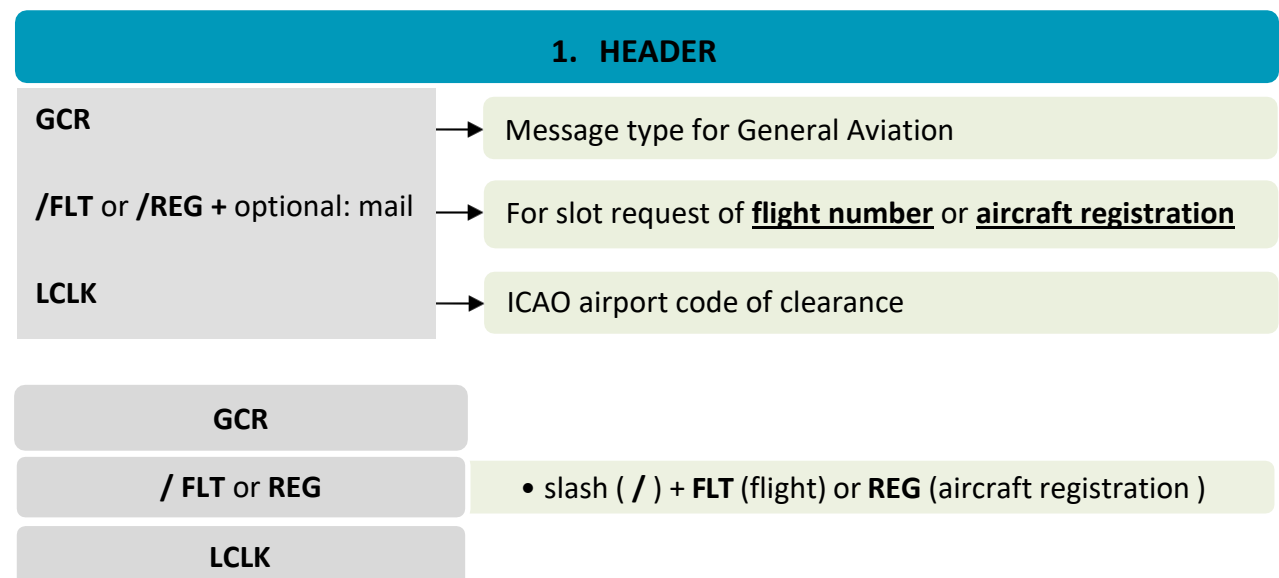 1. HEADER
GCR
Message type for General Aviation
/FLT or /REG + optional: mail
For slot request of flight number or aircraft registration
LCLK
ICAO airport code of clearance
GCR
/ FLT or REG
• slash ( / ) + FLT (flight) or REG (aircraft registration )
LCLK